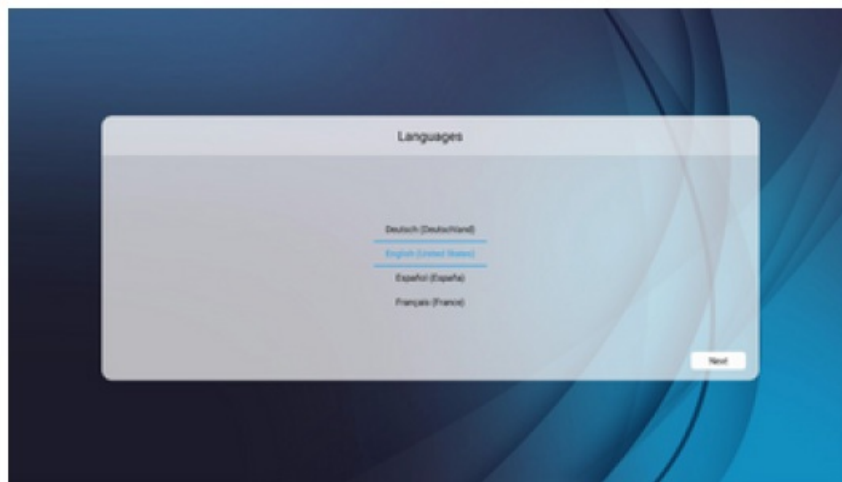 Languages
Deutsch (Deutschland)
English (United States)
Español (España)
Français (France)
Next